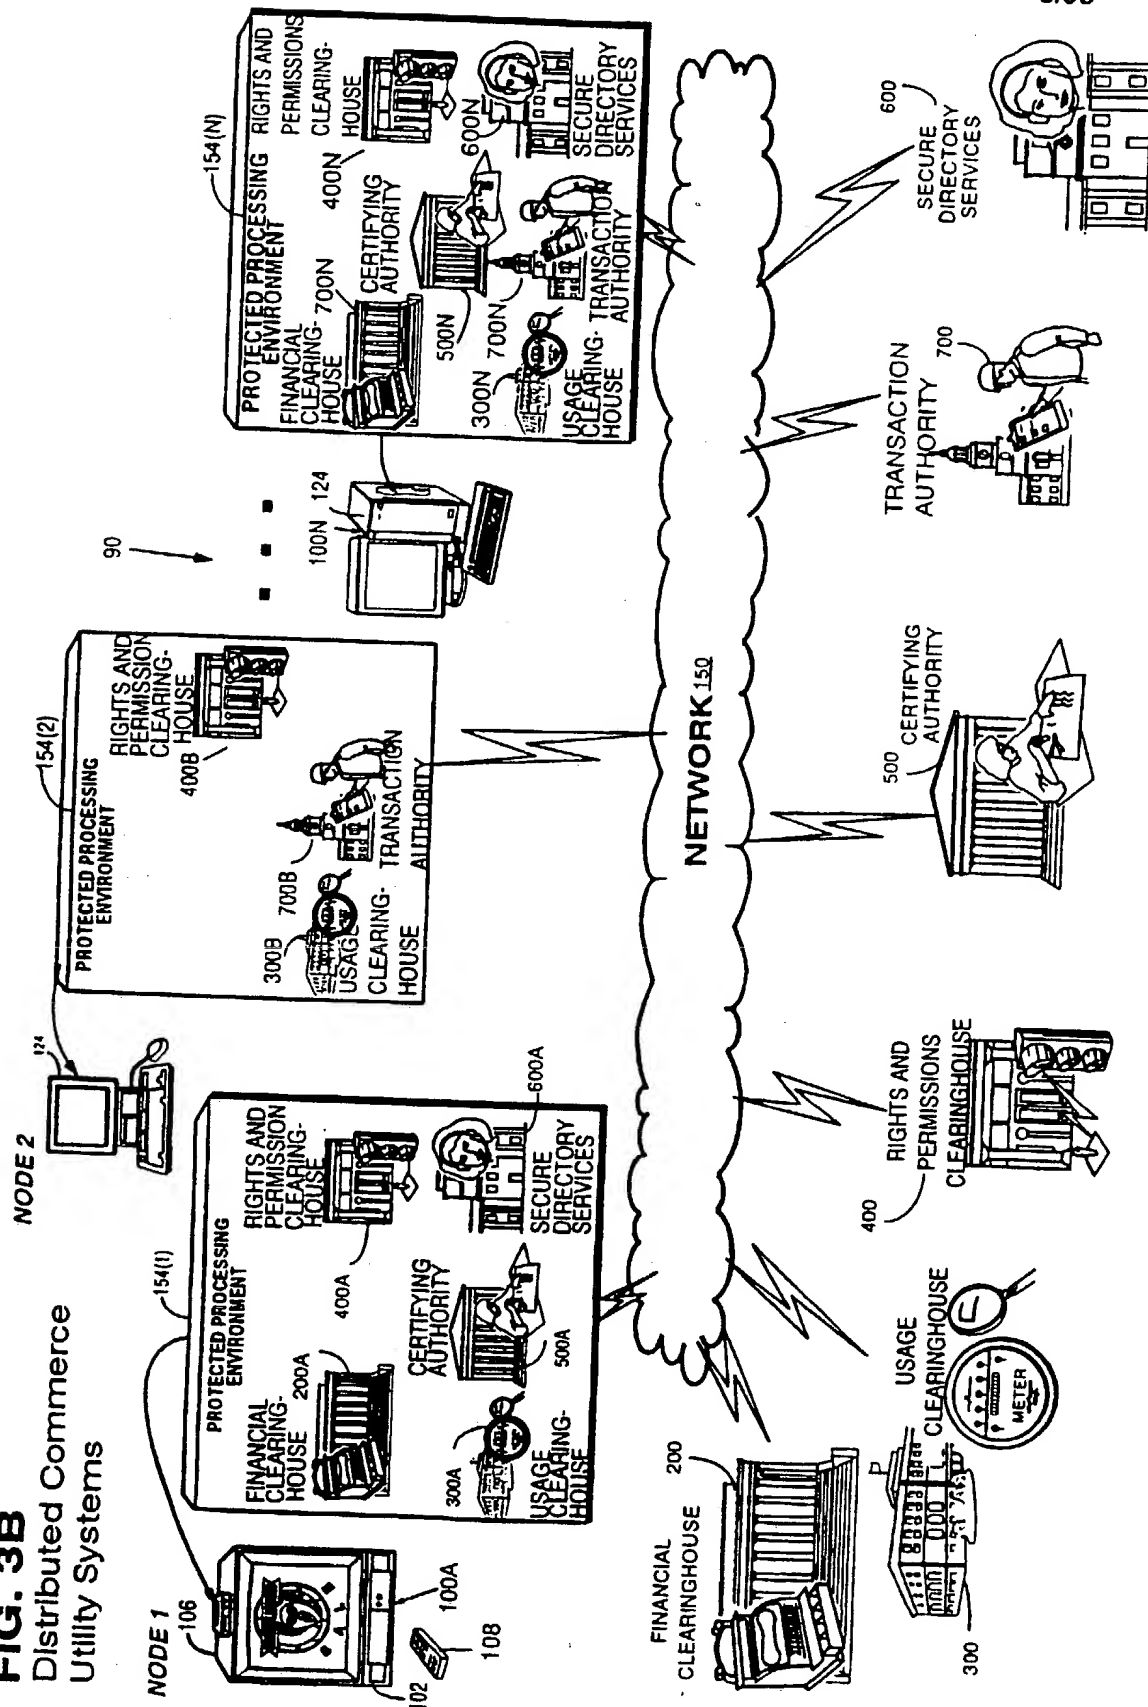 FIG. 3B
Distributed Commerce
Utility Systems
NODE 1
106
102
100A
108
154(1)
PROTECTED PROCESSING
ENVIRONMENT
FINANCIAL
CLEARING-
HOUSE
200A
RIGHTS AND
PERMISSION
CLEARING-
HOUSE
400A
CERTIFYING
AUTHORITY
500A
300A
USAGE
CLEARING-
HOUSE
SECURE
DIRECTORY
SERVICES
600A
NODE 2
124
154(2)
PROTECTED PROCESSING
ENVIRONMENT
RIGHTS AND
PERMISSION
CLEARING-
HOUSE
400B
300B
USAGE
CLEARING-
HOUSE
700B
TRANSACTION
AUTHORITY
90
100N
124
154(N)
PROTECTED PROCESSING
ENVIRONMENT
FINANCIAL
CLEARING-
HOUSE
700N
RIGHTS AND
PERMISSIONS
CLEARING-
HOUSE
400N
CERTIFYING
AUTHORITY
500N
600N
SECURE
DIRECTORY
SERVICES
300N
USAGE
CLEARING-
HOUSE
700N
TRANSACTION
AUTHORITY
NETWORK 150
FINANCIAL
CLEARINGHOUSE
200
USAGE
CLEARINGHOUSE
METER
300
RIGHTS AND
PERMISSIONS
CLEARINGHOUSE
400
CERTIFYING
AUTHORITY
500
TRANSACTION
AUTHORITY
700
SECURE
DIRECTORY
SERVICES
600